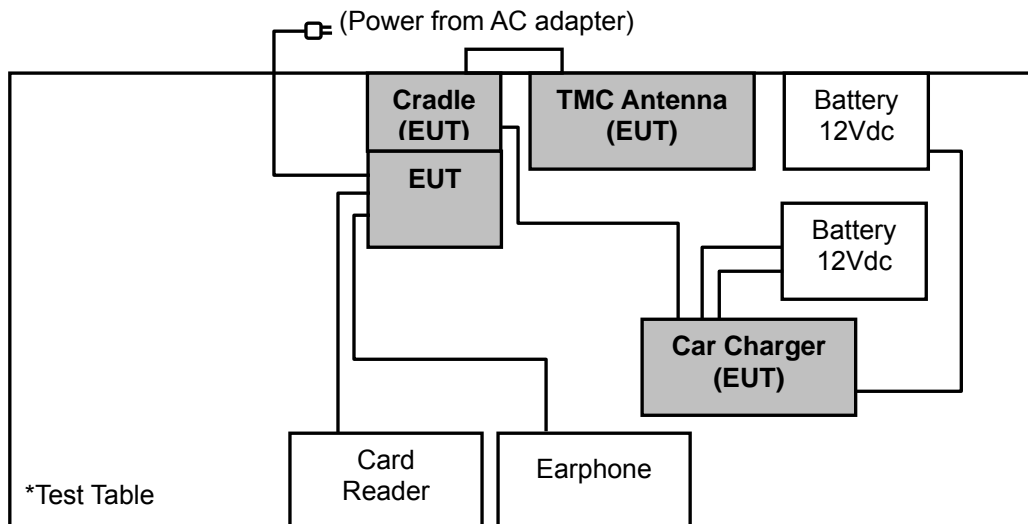 (Power from AC adapter)
Cradle
(EUT)
TMC Antenna
(EUT)
Battery
12Vdc
EUT
Battery
12Vdc
Car Charger
(EUT)
Card
Reader
Earphone
*Test Table